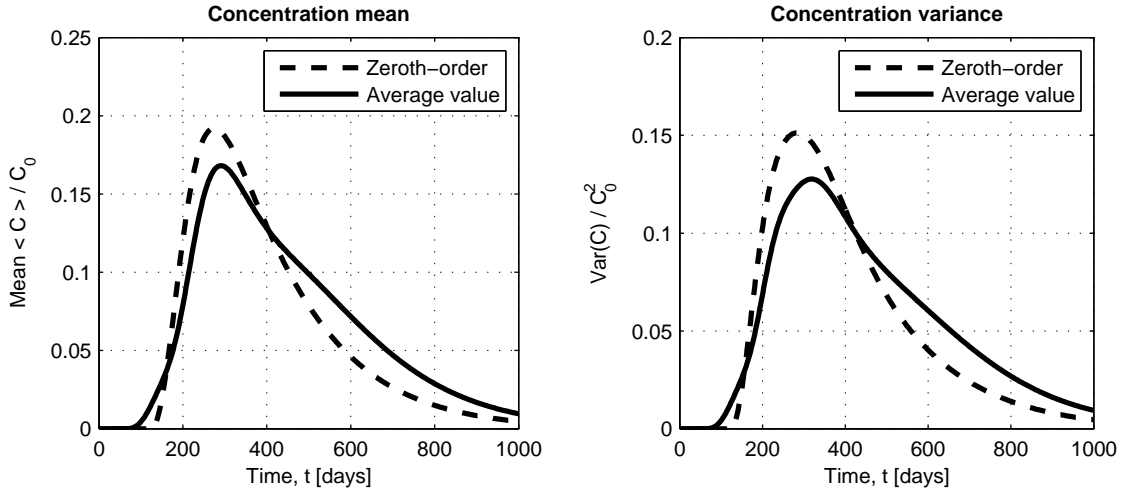 Concentration mean
0.25
0.2
0.15
0.1
0.05
0
Mean < C > / C0
Zeroth−order
Average value
0 200 400 600 800 1000
Time, t [days]
Concentration variance
0.2
0.15
0.1
0.05
0
Var(C) / C0^2
Zeroth−order
Average value
0 200 400 600 800 1000
Time, t [days]